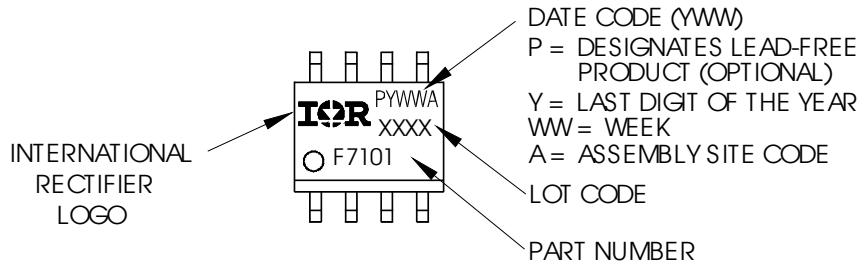 DATE CODE (YWW)
P = DESIGNATES LEAD-FREE
PRODUCT (OPTIONAL)
Y = LAST DIGIT OF THE YEAR
WW = WEEK
A = ASSEMBLY SITE CODE
LOT CODE
PART NUMBER
INTERNATIONAL
RECTIFIER
LOGO
IOR
PYWWA
XXXX
F7101